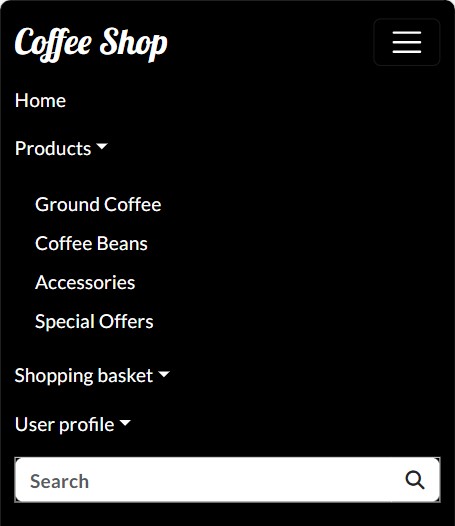 Coffee Shop
Home
Products
Ground Coffee
Coffee Beans
Accessories
Special Offers
Shopping basket
User profile
Search